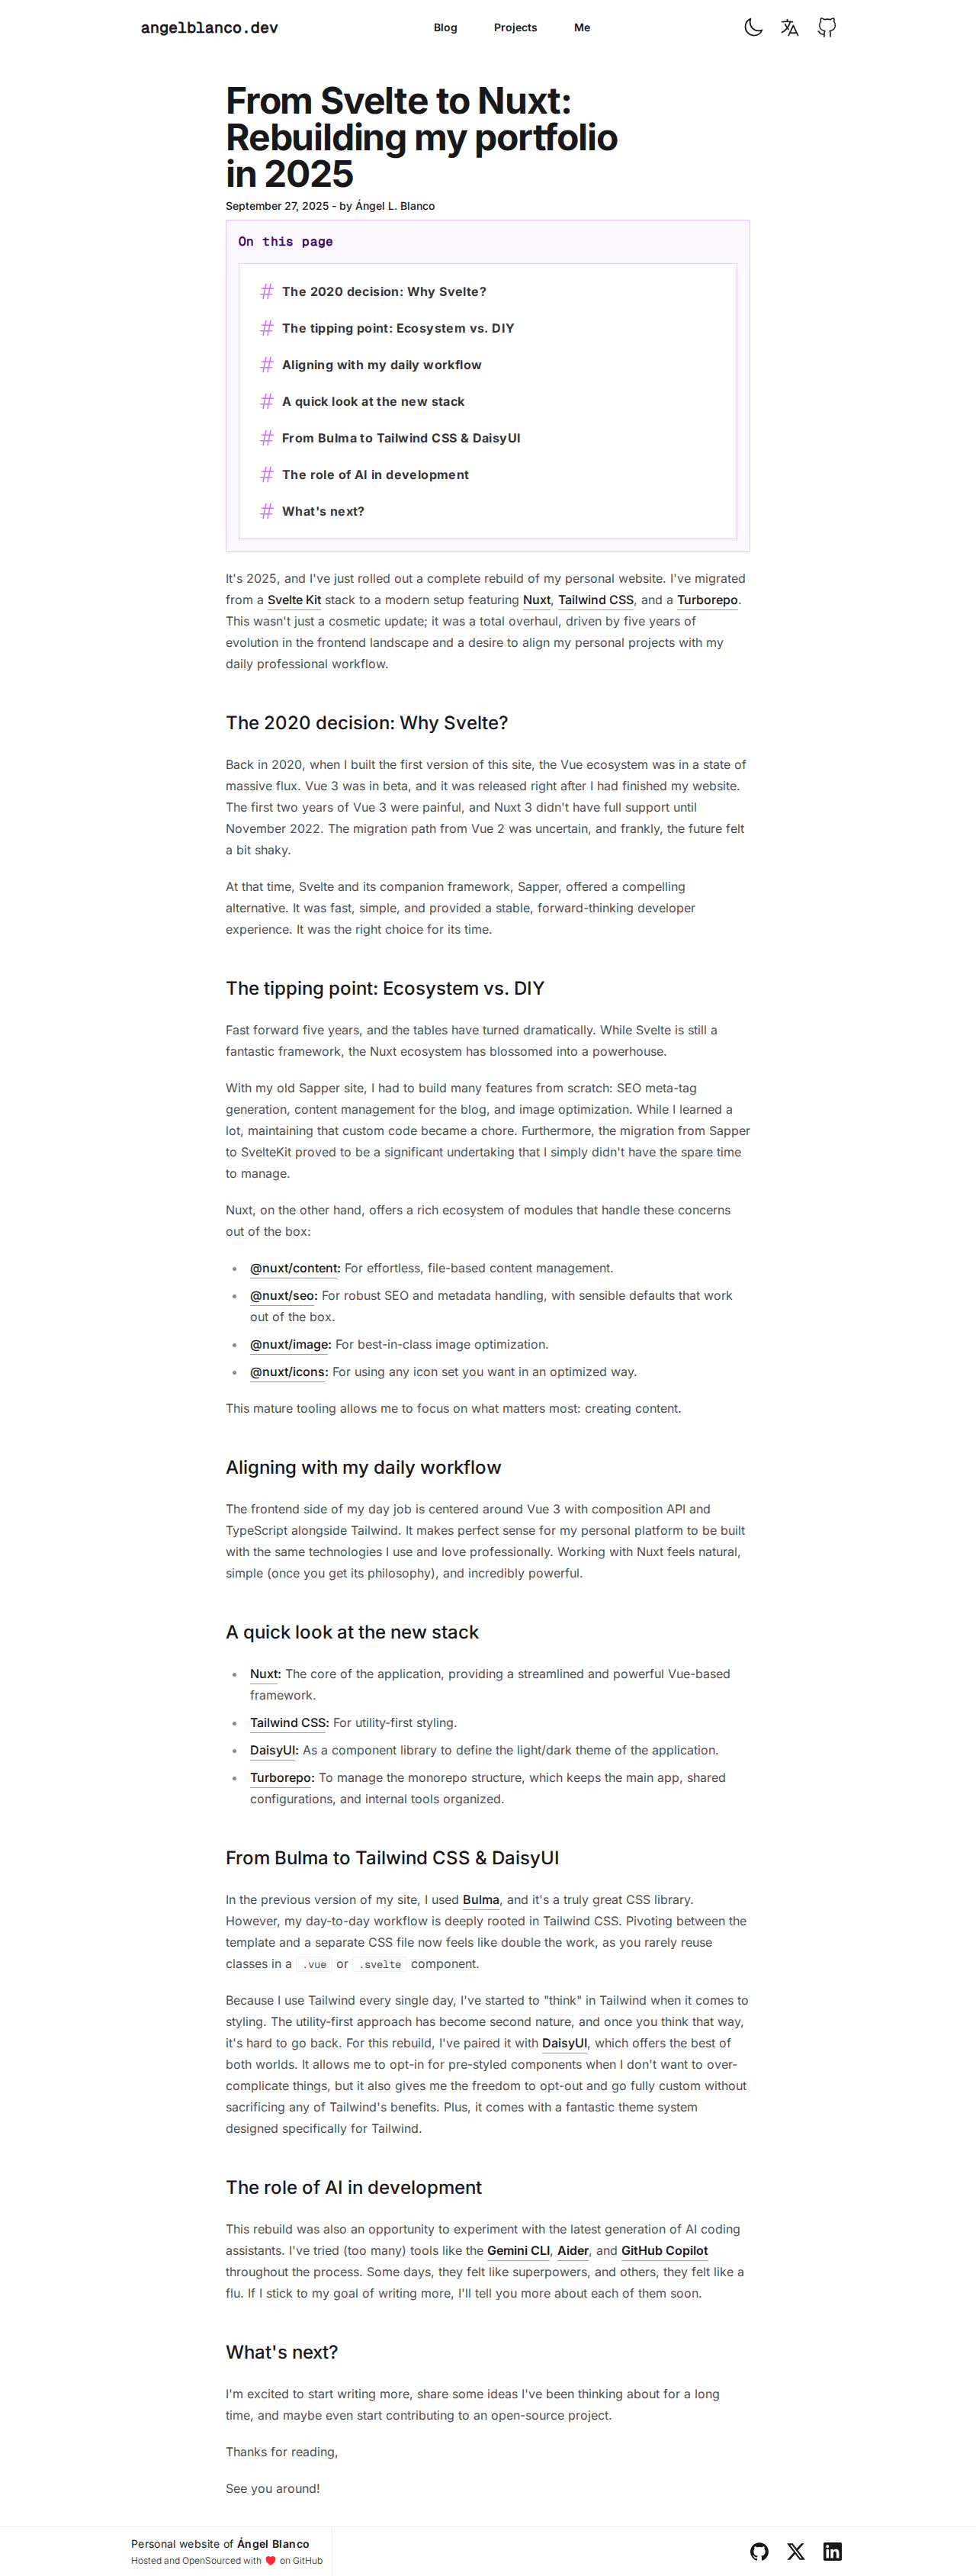 angelblanco.dev
Blog
Projects
Me
From Svelte to Nuxt:
Rebuilding my portfolio
in 2025
September 27, 2025 - by Ángel L. Blanco
On this page
# The 2020 decision: Why Svelte?
# The tipping point: Ecosystem vs. DIY
# Aligning with my daily workflow
# A quick look at the new stack
# From Bulma to Tailwind CSS & DaisyUI
# The role of AI in development
# What's next?
It's 2025, and I've just rolled out a complete rebuild of my personal website. I've migrated
from a Svelte Kit stack to a modern setup featuring Nuxt, Tailwind CSS, and a Turborepo.
This wasn't just a cosmetic update; it was a total overhaul, driven by five years of
evolution in the frontend landscape and a desire to align my personal projects with my
daily professional workflow.
The 2020 decision: Why Svelte?
Back in 2020, when I built the first version of this site, the Vue ecosystem was in a state of
massive flux. Vue 3 was in beta, and it was released right after I had finished my website.
The first two years of Vue 3 were painful, and Nuxt 3 didn't have full support until
November 2022. The migration path from Vue 2 was uncertain, and frankly, the future felt
a bit shaky.
At that time, Svelte and its companion framework, Sapper, offered a compelling
alternative. It was fast, simple, and provided a stable, forward-thinking developer
experience. It was the right choice for its time.
The tipping point: Ecosystem vs. DIY
Fast forward five years, and the tables have turned dramatically. While Svelte is still a
fantastic framework, the Nuxt ecosystem has blossomed into a powerhouse.
With my old Sapper site, I had to build many features from scratch: SEO meta-tag
generation, content management for the blog, and image optimization. While I learned a
lot, maintaining that custom code became a chore. Furthermore, the migration from Sapper
to SvelteKit proved to be a significant undertaking that I simply didn't have the spare time
to manage.
Nuxt, on the other hand, offers a rich ecosystem of modules that handle these concerns
out of the box:
• @nuxt/content: For effortless, file-based content management.
• @nuxt/seo: For robust SEO and metadata handling, with sensible defaults that work
out of the box.
• @nuxt/image: For best-in-class image optimization.
• @nuxt/icons: For using any icon set you want in an optimized way.
This mature tooling allows me to focus on what matters most: creating content.
Aligning with my daily workflow
The frontend side of my day job is centered around Vue 3 with composition API and
TypeScript alongside Tailwind. It makes perfect sense for my personal platform to be built
with the same technologies I use and love professionally. Working with Nuxt feels natural,
simple (once you get its philosophy), and incredibly powerful.
A quick look at the new stack
• Nuxt: The core of the application, providing a streamlined and powerful Vue-based
framework.
• Tailwind CSS: For utility-first styling.
• DaisyUI: As a component library to define the light/dark theme of the application.
• Turborepo: To manage the monorepo structure, which keeps the main app, shared
configurations, and internal tools organized.
From Bulma to Tailwind CSS & DaisyUI
In the previous version of my site, I used Bulma, and it's a truly great CSS library.
However, my day-to-day workflow is deeply rooted in Tailwind CSS. Pivoting between the
template and a separate CSS file now feels like double the work, as you rarely reuse
classes in a .vue or .svelte component.
Because I use Tailwind every single day, I've started to "think" in Tailwind when it comes to
styling. The utility-first approach has become second nature, and once you think that way,
it's hard to go back. For this rebuild, I've paired it with DaisyUI, which offers the best of
both worlds. It allows me to opt-in for pre-styled components when I don't want to over-
complicate things, but it also gives me the freedom to opt-out and go fully custom without
sacrificing any of Tailwind's benefits. Plus, it comes with a fantastic theme system
designed specifically for Tailwind.
The role of AI in development
This rebuild was also an opportunity to experiment with the latest generation of AI coding
assistants. I've tried (too many) tools like the Gemini CLI, Aider, and GitHub Copilot
throughout the process. Some days, they felt like superpowers, and others, they felt like a
flu. If I stick to my goal of writing more, I'll tell you more about each of them soon.
What's next?
I'm excited to start writing more, share some ideas I've been thinking about for a long
time, and maybe even start contributing to an open-source project.
Thanks for reading,
See you around!
Personal website of Ángel Blanco
Hosted and OpenSourced with ❤️ on GitHub